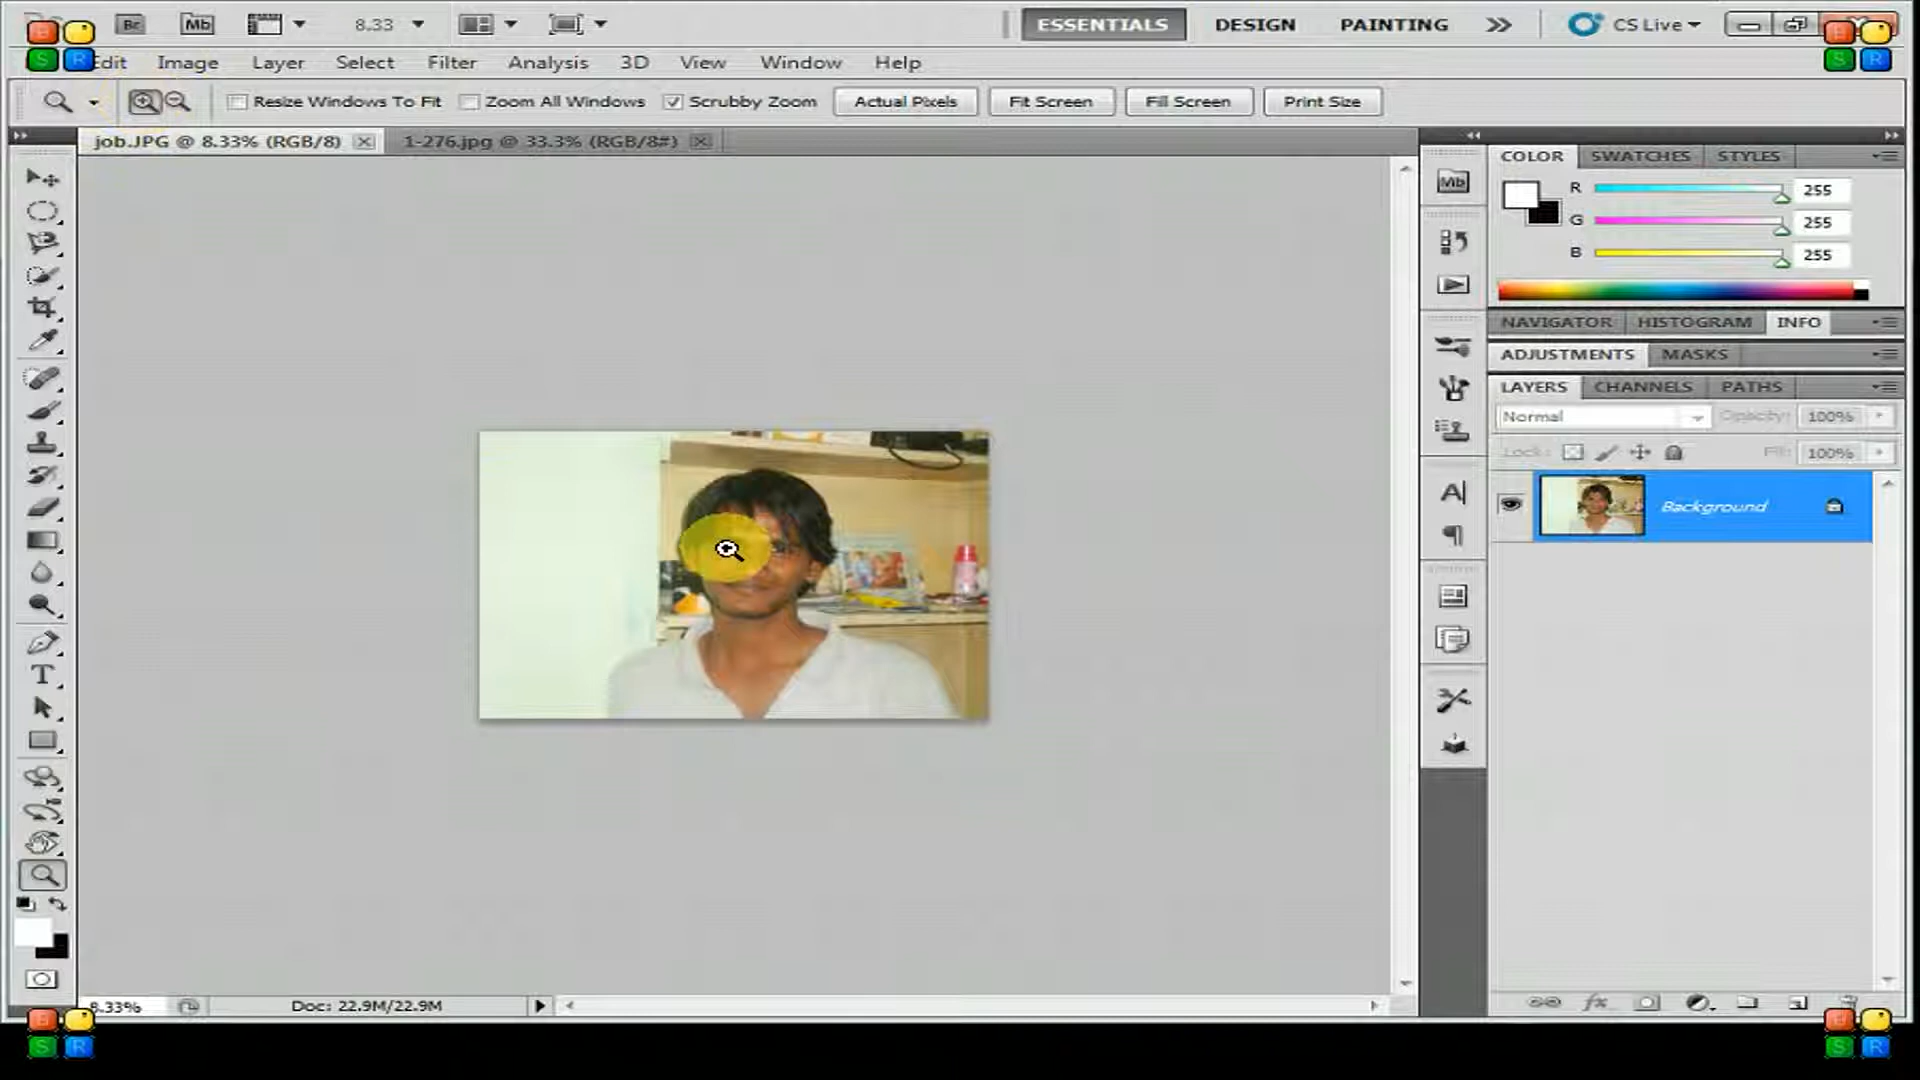 Br Mb 8.33 ESSENTIALS DESIGN PAINTING CS Live
Edit Image Layer Select Filter Analysis 3D View Window Help
Resize Windows To Fit Zoom All Windows Scrubby Zoom Actual Pixels Fit Screen Fill Screen Print Size
job.JPG @ 8.33% (RGB/8) 1-276.jpg @ 33.3% (RGB/8#)
COLOR SWATCHES STYLES
Mb
R 255
G 255
B 255
NAVIGATOR HISTOGRAM INFO
ADJUSTMENTS MASKS
LAYERS CHANNELS PATHS
Normal Opacity: 100%
Lock: Fill: 100%
Background
A
T
fx
8.33% Doc: 22.9M/22.9M
B
S R
B
S R
B
S R
B
S R